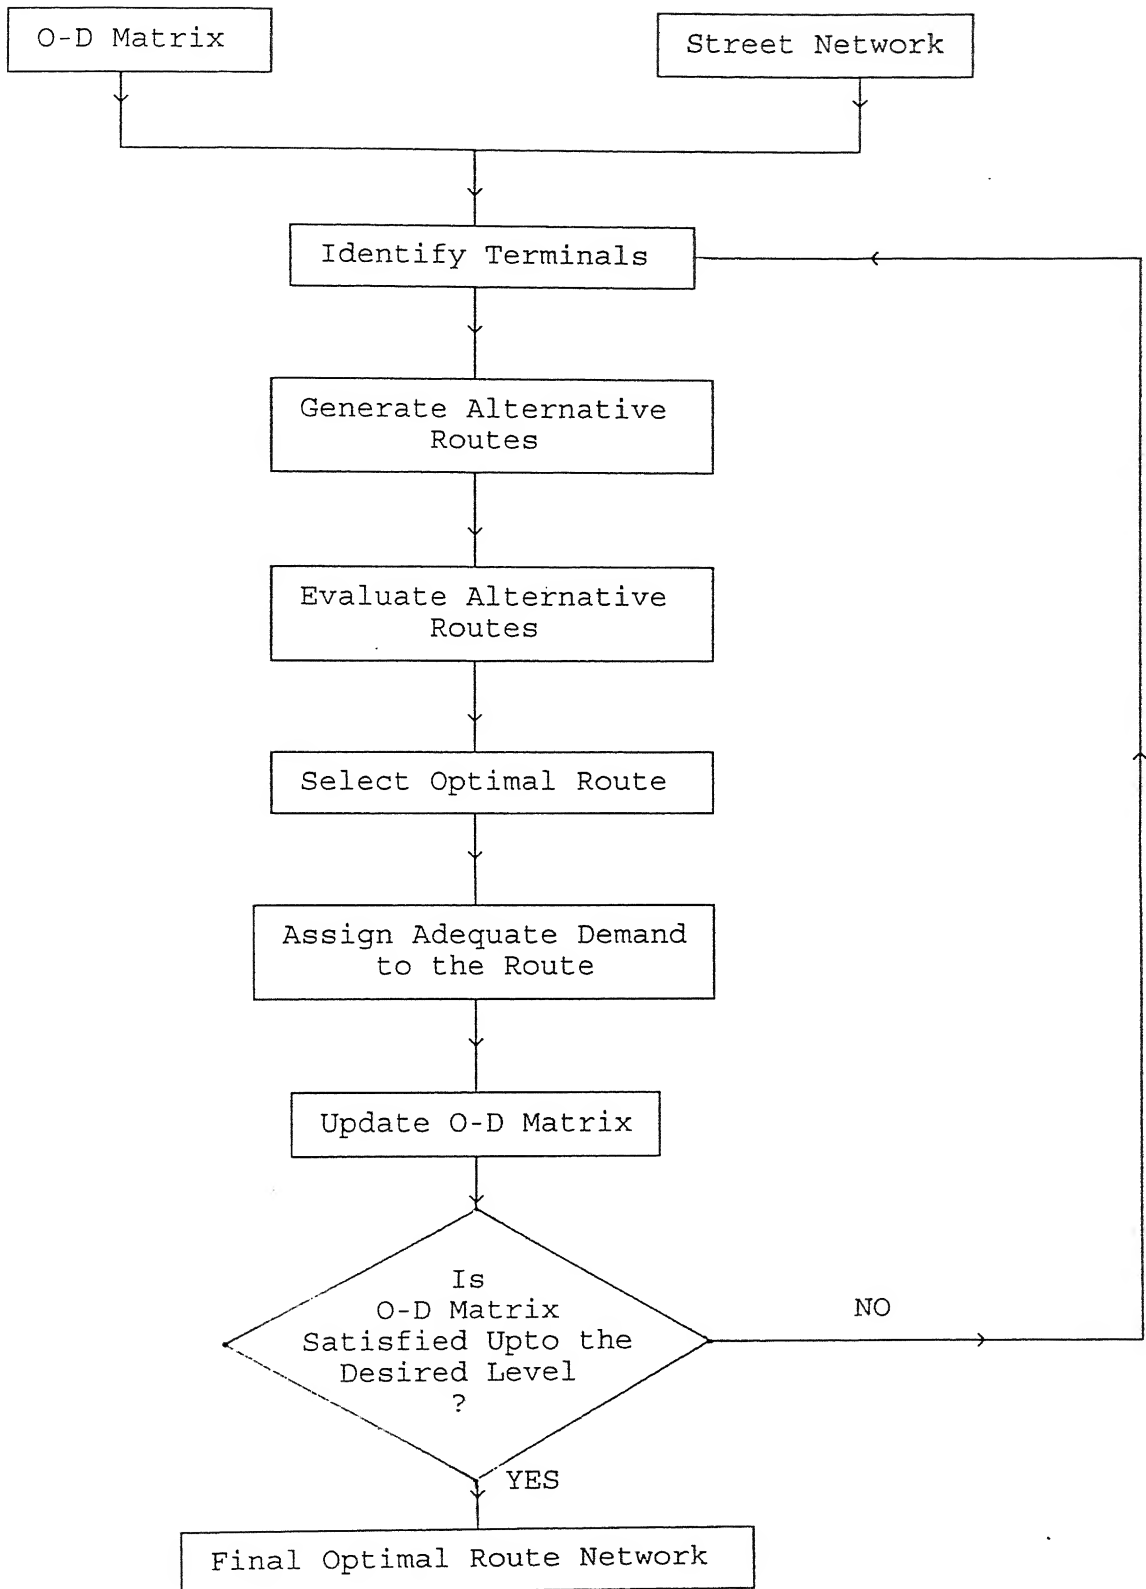 O-D Matrix
Street Network
Identify Terminals
Generate Alternative
Routes
Evaluate Alternative
Routes
Select Optimal Route
Assign Adequate Demand
to the Route
Update O-D Matrix
Is
O-D Matrix
Satisfied Upto the
Desired Level
?
NO
YES
Final Optimal Route Network